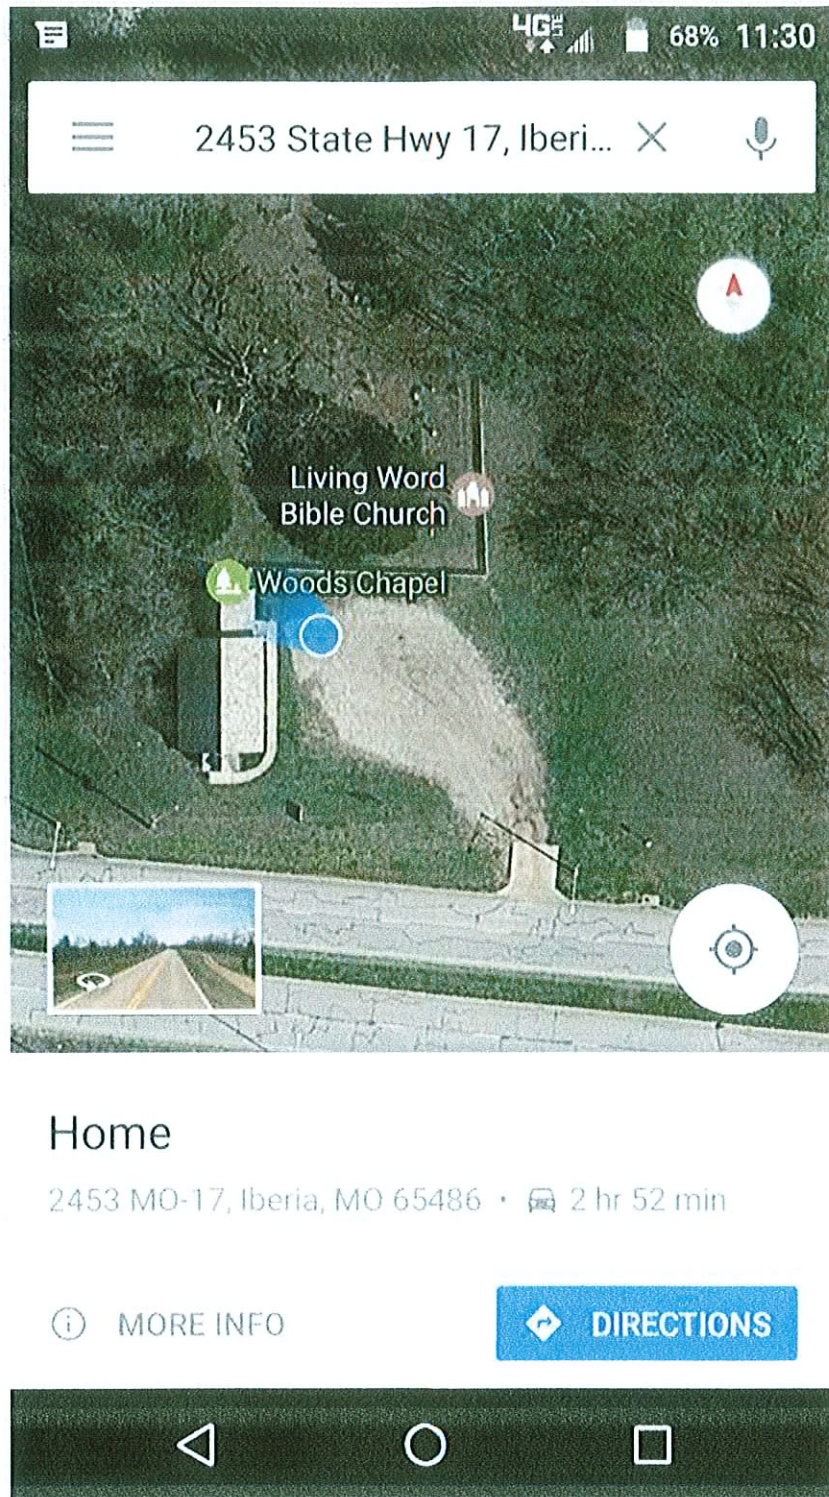 4G LTE 68% 11:30
2453 State Hwy 17, Iberi...
Living Word
Bible Church
Woods Chapel
Home
2453 MO-17, Iberia, MO 65486 • 2 hr 52 min
MORE INFO
DIRECTIONS